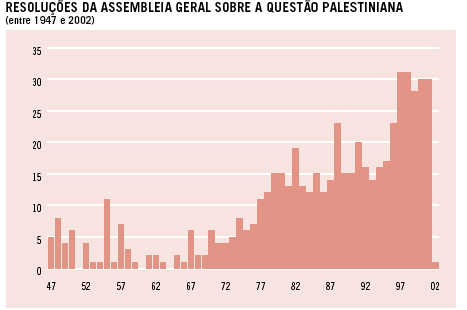 RESOLUÇÕES DA ASSEMBLEIA GERAL SOBRE A QUESTÃO PALESTINIANA
(entre 1947 e 2002)
35
30
25
20
15
10
5
0
47 52 57 62 67 72 77 82 87 92 97 02